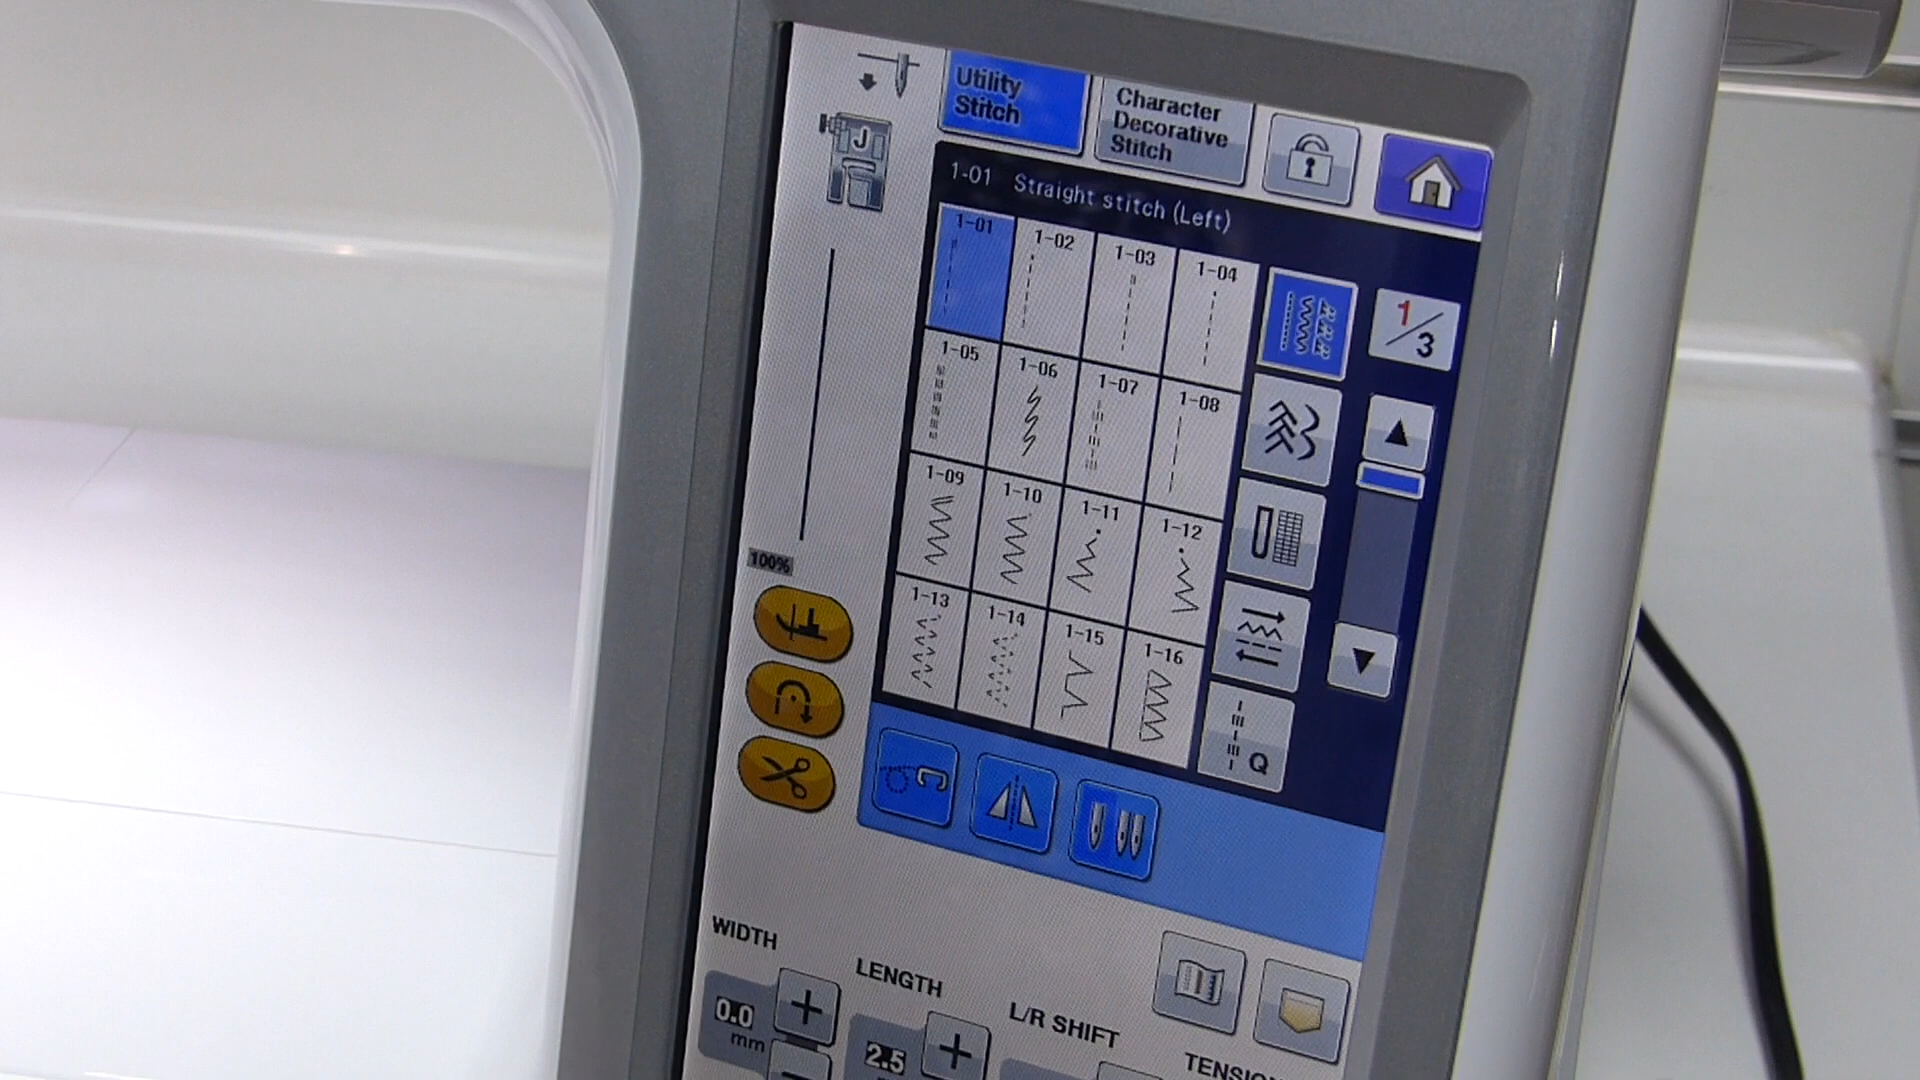 Utility
Stitch
Character
Decorative
Stitch
J
1-01 Straight stitch (Left)
1-01
1-02
1-03
1-04
1/3
1-05
1-06
1-07
1-08
1-09
1-10
1-11
1-12
100%
1-13
1-14
1-15
1-16
Q
WIDTH
LENGTH
L/R SHIFT
0.0
mm
2.5